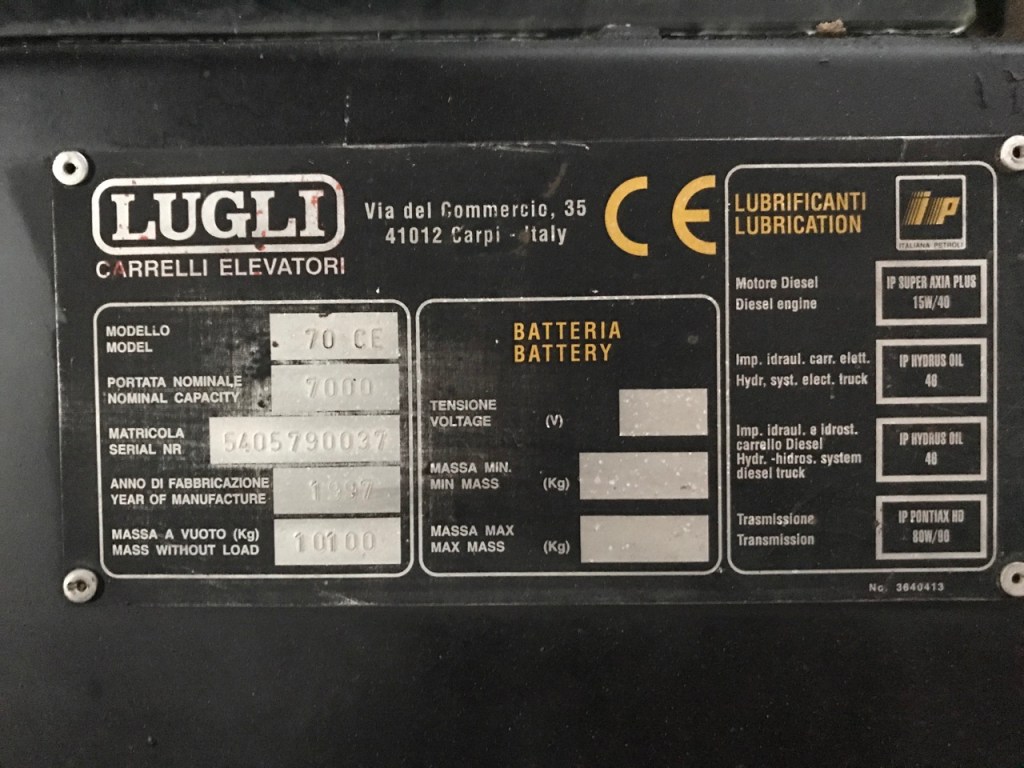 LUGLI
CARRELLI ELEVATORI
Via del Commercio, 35
41012 Carpi - Italy
CE
MODELLO
MODEL
70 CE
PORTATA NOMINALE
NOMINAL CAPACITY
7000
MATRICOLA
SERIAL NR
5405790037
ANNO DI FABBRICAZIONE
YEAR OF MANUFACTURE
1997
MASSA A VUOTO (Kg)
MASS WITHOUT LOAD
10100
BATTERIA
BATTERY
TENSIONE
VOLTAGE (V)
MASSA MIN.
MIN MASS (Kg)
MASSA MAX
MAX MASS (Kg)
LUBRIFICANTI
LUBRICATION
ip
ITALIANA PETROLI
Motore Diesel
Diesel engine
IP SUPER AXIA PLUS
15W/40
Imp. idraul. carr. elett.
Hydr, syst. elect. truck
IP HYDRUS OIL
46
Imp. idraul. e idrost.
carrello Diesel
Hydr. -hidros. system
diesel truck
IP HYDRUS OIL
46
Trasmissione
Transmission
IP PONTIAX HD
80W/90
No. 3640413